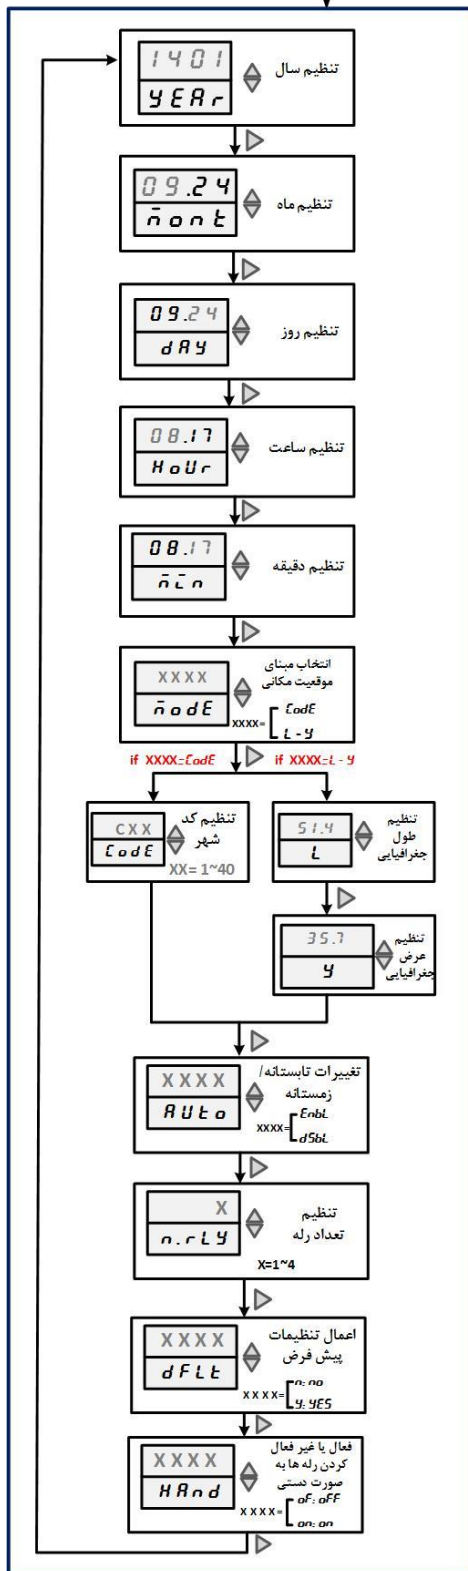 1401
YEAr
تنظیم سال
09.24
n̄ont
تنظیم ماه
09.24
dAY
تنظیم روز
08.17
HoUr
تنظیم ساعت
08.17
n̄in
تنظیم دقیقه
انتخاب مبنای
موقعیت مکانی
XXXX
n̄odE
XXXX=
CodE
L-Y
if XXXX=CodE
if XXXX=L-Y
تنظیم کد
شهر
CXX
CodE
XX= 1~40
تنظیم
طول
جغرافیایی
51.4
L
تنظیم
عرض
جغرافیایی
35.7
Y
تغییرات تابستانه/
زمستانه
XXXX
AUto
XXXX=
EnbL
dSbL
X
n.rLY
تنظیم
تعداد رله
X=1~4
اعمال تنظیمات
پیش فرض
XXXX
dFLt
XXXX=
n: no
Y: YES
فعال یا غیر فعال
کردن رله ها به
صورت دستی
XXXX
HAnd
XXXX=
oF: oFF
on: on